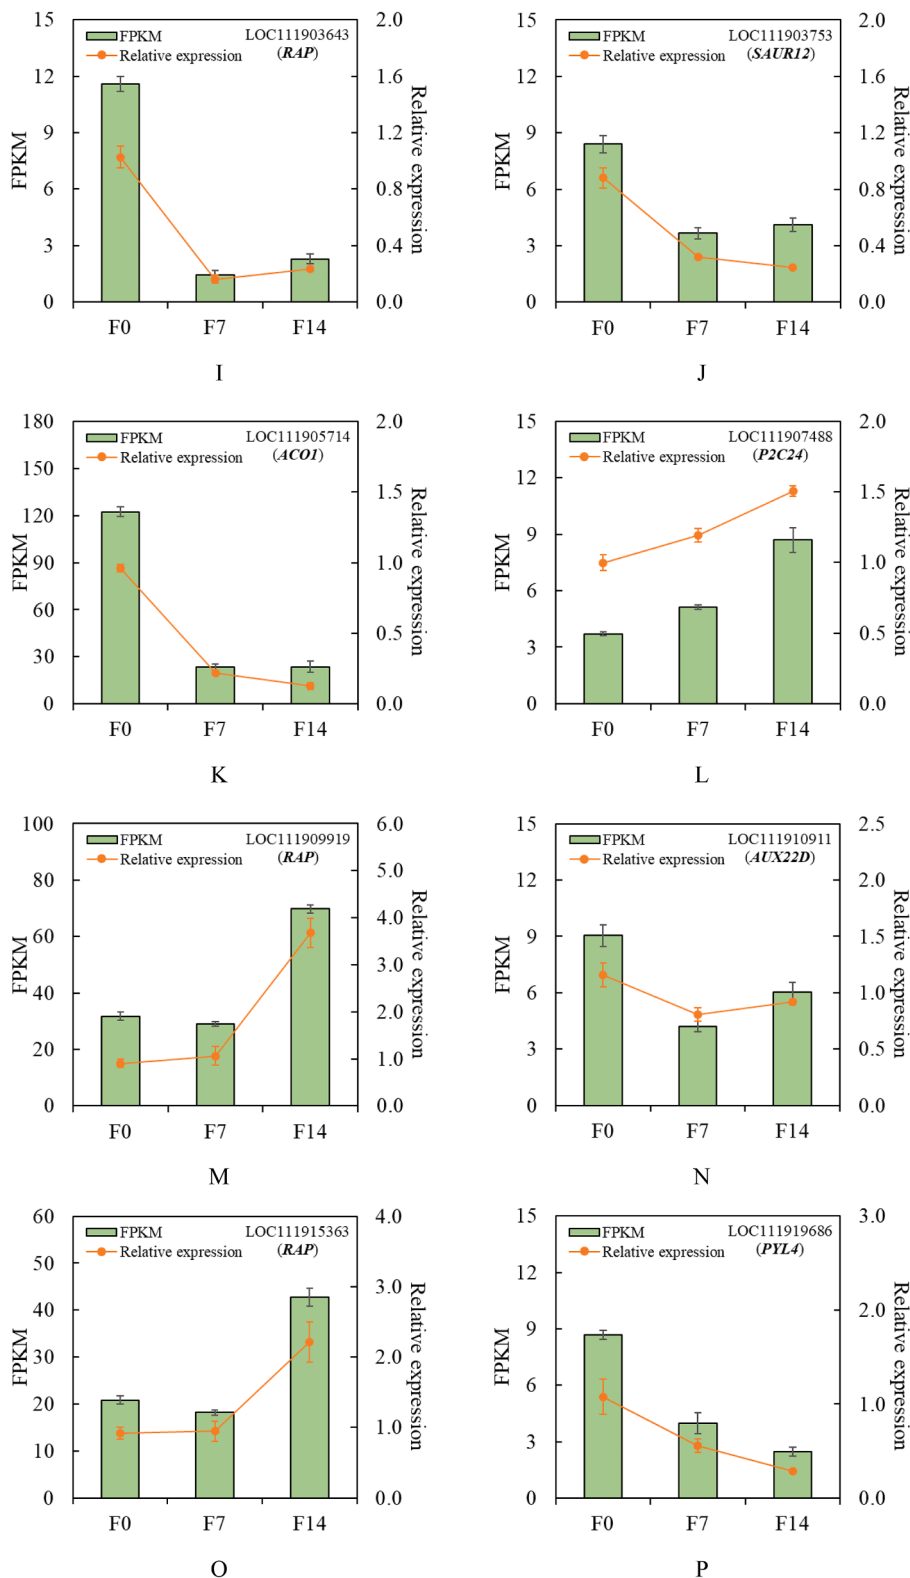 FPKM
Relative expression
LOC111903643
(RAP)
15
12
9
6
3
0
FPKM
2.0
1.6
1.2
0.8
0.4
0.0
Relative expression
F0 F7 F14
I
FPKM
Relative expression
LOC111903753
(SAUR12)
15
12
9
6
3
0
FPKM
2.0
1.6
1.2
0.8
0.4
0.0
Relative expression
F0 F7 F14
J
FPKM
Relative expression
LOC111905714
(ACO1)
180
150
120
90
60
30
0
FPKM
2.0
1.5
1.0
0.5
0.0
Relative expression
F0 F7 F14
K
FPKM
Relative expression
LOC111907488
(P2C24)
15
12
9
6
3
0
FPKM
2.0
1.5
1.0
0.5
0.0
Relative expression
F0 F7 F14
L
FPKM
Relative expression
LOC111909919
(RAP)
100
80
60
40
20
0
FPKM
6.0
5.0
4.0
3.0
2.0
1.0
0.0
Relative expression
F0 F7 F14
M
FPKM
Relative expression
LOC111910911
(AUX22D)
15
12
9
6
3
0
FPKM
2.5
2.0
1.5
1.0
0.5
0.0
Relative expression
F0 F7 F14
N
FPKM
Relative expression
LOC111915363
(RAP)
60
50
40
30
20
10
0
FPKM
4.0
3.0
2.0
1.0
0.0
Relative expression
F0 F7 F14
O
FPKM
Relative expression
LOC111919686
(PYL4)
15
12
9
6
3
0
FPKM
3.0
2.0
1.0
0.0
Relative expression
F0 F7 F14
P